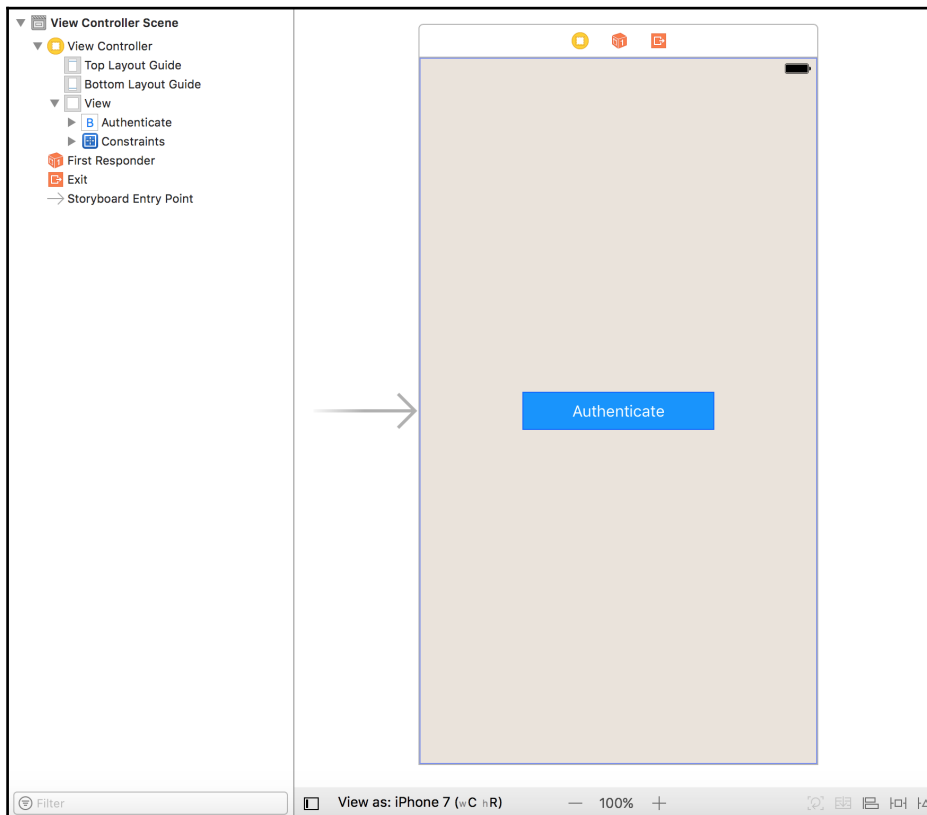 View Controller Scene
View Controller
Top Layout Guide
Bottom Layout Guide
View
B Authenticate
Constraints
First Responder
Exit
Storyboard Entry Point
Authenticate
Filter
View as: iPhone 7 (wC hR)
— 100% +